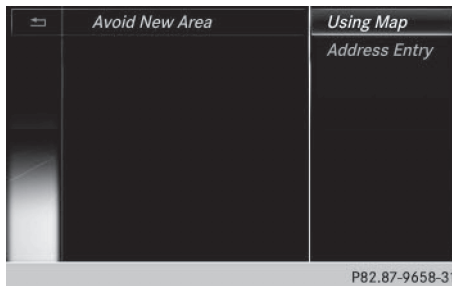 Avoid New Area
Using Map
Address Entry
P82.87-9658-31